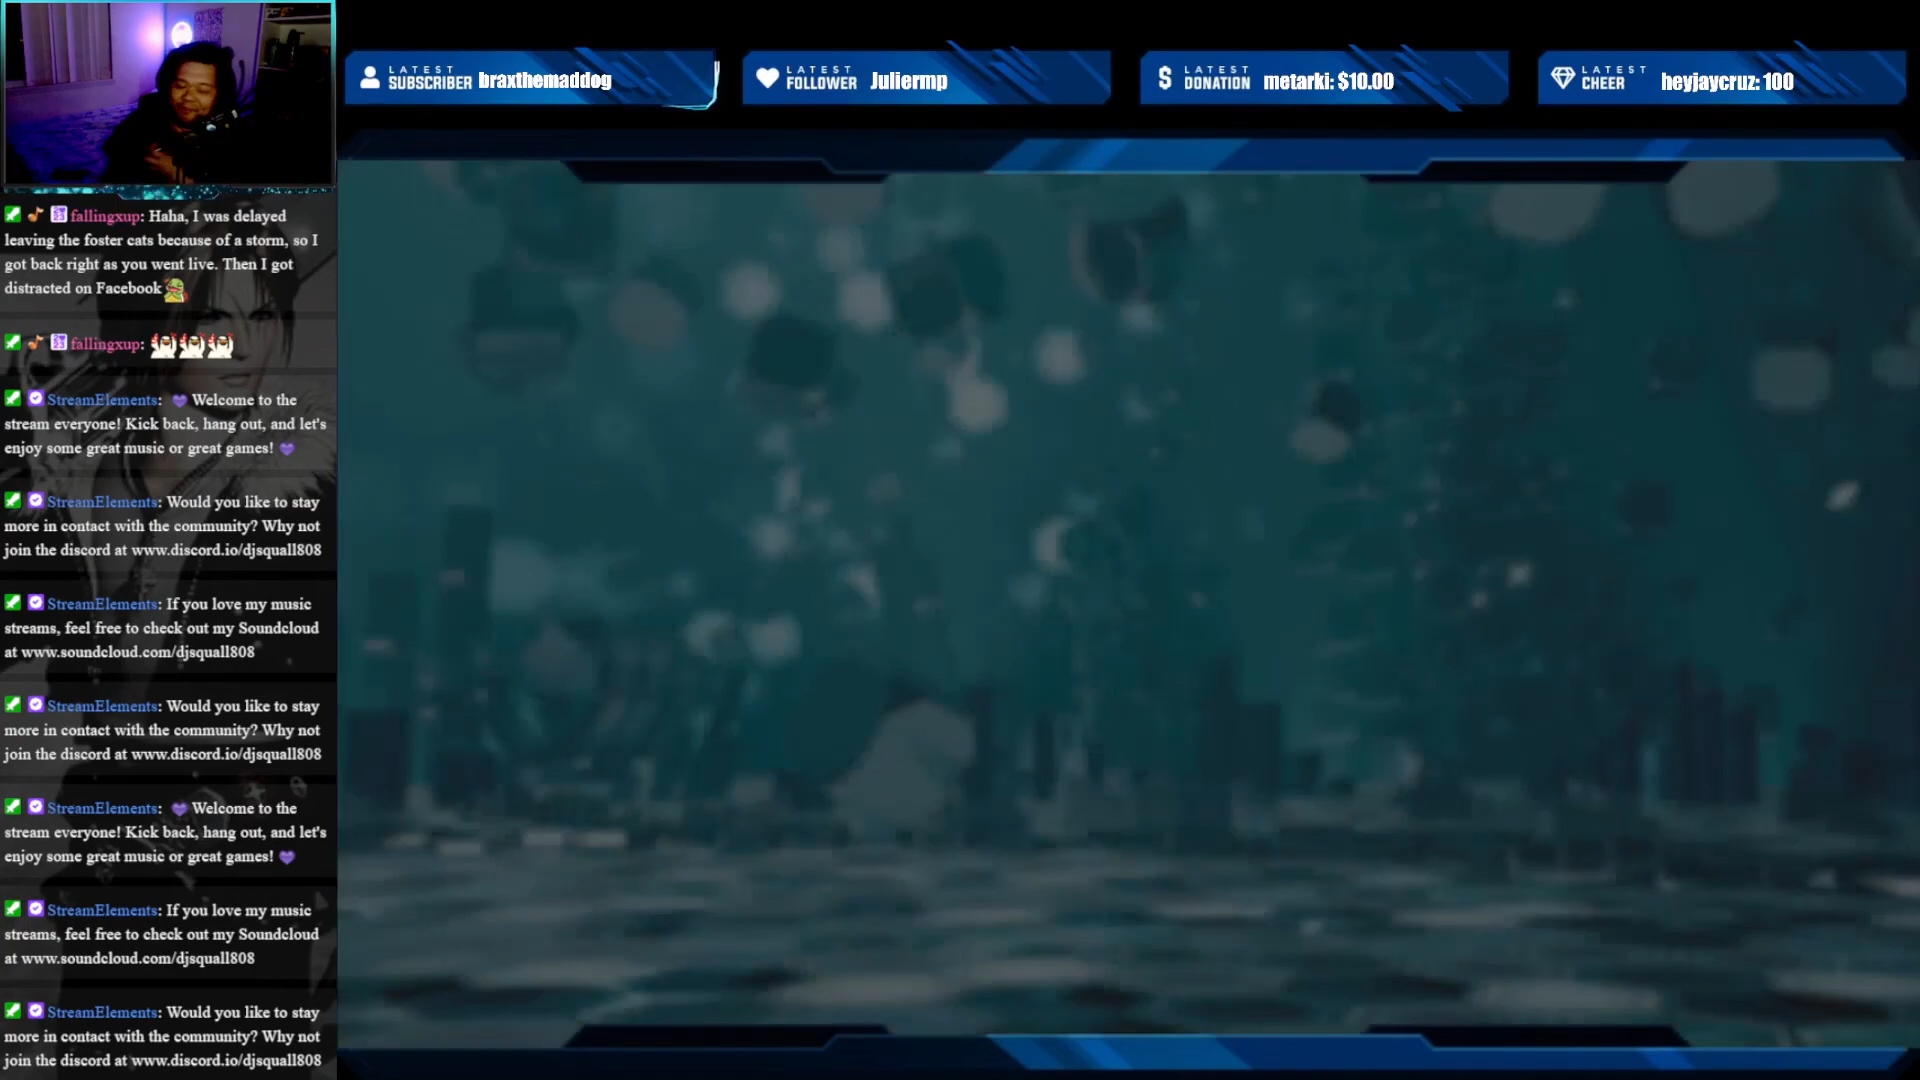 LATEST
SUBSCRIBER braxthemaddog
LATEST
FOLLOWER Juliermp
LATEST
DONATION metarki: $10.00
LATEST
CHEER heyjaycruz: 100
fallingxup: Haha, I was delayed
leaving the foster cats because of a storm, so I
got back right as you went live. Then I got
distracted on Facebook
fallingxup:
StreamElements: 💜 Welcome to the
stream everyone! Kick back, hang out, and let's
enjoy some great music or great games! 💜
StreamElements: Would you like to stay
more in contact with the community? Why not
join the discord at www.discord.io/djsquall808
StreamElements: If you love my music
streams, feel free to check out my Soundcloud
at www.soundcloud.com/djsquall808
StreamElements: Would you like to stay
more in contact with the community? Why not
join the discord at www.discord.io/djsquall808
StreamElements: 💜 Welcome to the
stream everyone! Kick back, hang out, and let's
enjoy some great music or great games! 💜
StreamElements: If you love my music
streams, feel free to check out my Soundcloud
at www.soundcloud.com/djsquall808
StreamElements: Would you like to stay
more in contact with the community? Why not
join the discord at www.discord.io/djsquall808